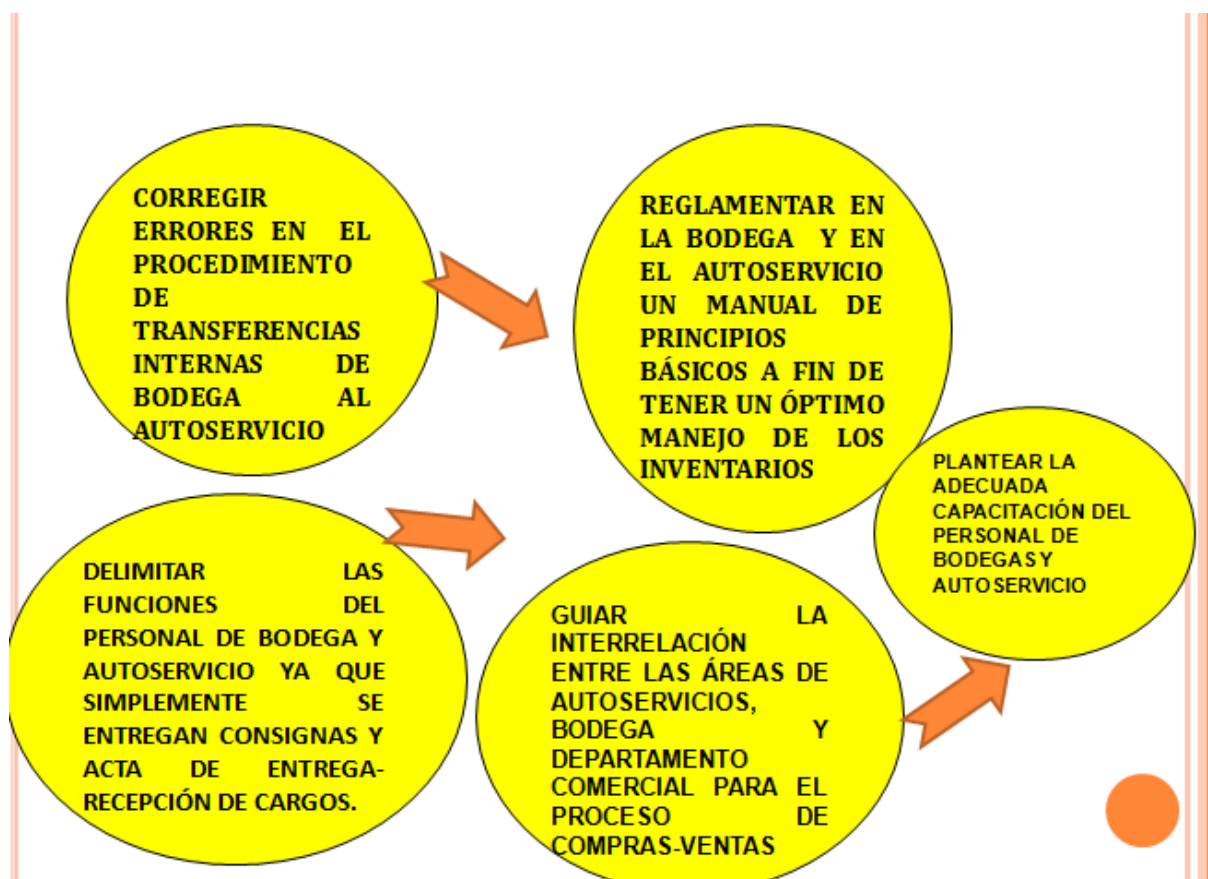 CORREGIR
ERRORES EN EL
PROCEDIMIENTO
DE
TRANSFERENCIAS
INTERNAS DE
BODEGA AL
AUTOSERVICIO
REGLAMENTAR EN
LA BODEGA Y EN
EL AUTOSERVICIO
UN MANUAL DE
PRINCIPIOS
BÁSICOS A FIN DE
TENER UN ÓPTIMO
MANEJO DE LOS
INVENTARIOS
DELIMITAR LAS
FUNCIONES DEL
PERSONAL DE BODEGA Y
AUTOSERVICIO YA QUE
SIMPLEMENTE SE
ENTREGAN CONSIGNAS Y
ACTA DE ENTREGA-
RECEPCIÓN DE CARGOS.
GUIAR LA
INTERRELACIÓN
ENTRE LAS ÁREAS DE
AUTOSERVICIOS,
BODEGA Y
DEPARTAMENTO
COMERCIAL PARA EL
PROCESO DE
COMPRAS-VENTAS
PLANTEAR LA
ADECUADA
CAPACITACIÓN DEL
PERSONAL DE
BODEGAS Y
AUTOSERVICIO